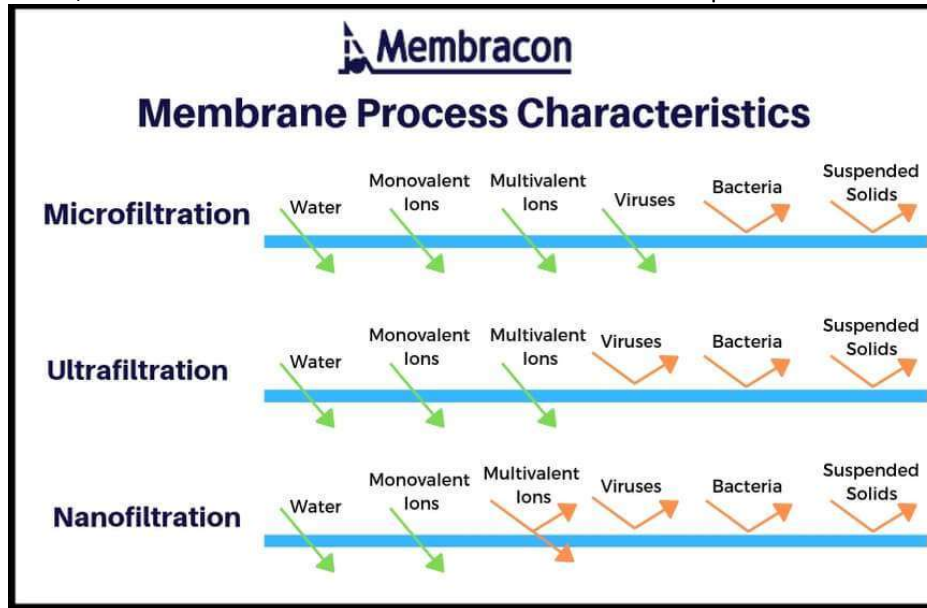 Membracon
Membrane Process Characteristics
Microfiltration
Water
Monovalent
Ions
Multivalent
Ions
Viruses
Bacteria
Suspended
Solids
Ultrafiltration
Water
Monovalent
Ions
Multivalent
Ions
Viruses
Bacteria
Suspended
Solids
Nanofiltration
Water
Monovalent
Ions
Multivalent
Ions
Viruses
Bacteria
Suspended
Solids